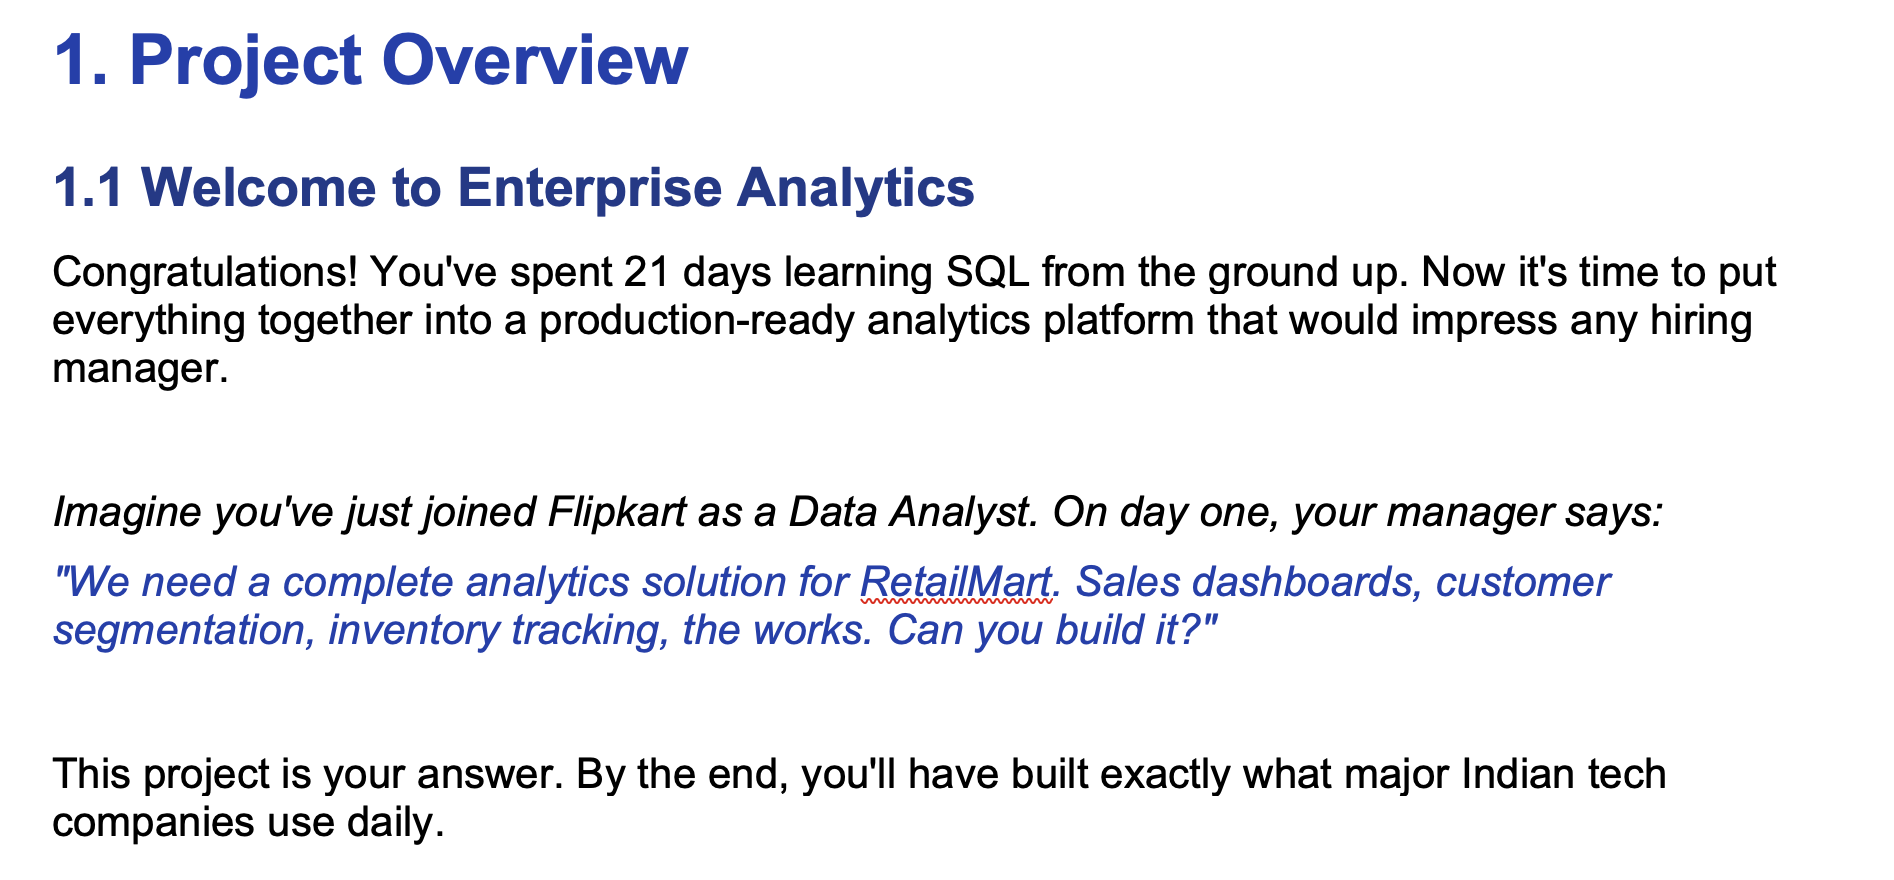 1. Project Overview
1.1 Welcome to Enterprise Analytics
Congratulations! You've spent 21 days learning SQL from the ground up. Now it's time to put
everything together into a production-ready analytics platform that would impress any hiring
manager.
Imagine you've just joined Flipkart as a Data Analyst. On day one, your manager says:
"We need a complete analytics solution for RetailMart. Sales dashboards, customer
segmentation, inventory tracking, the works. Can you build it?"
This project is your answer. By the end, you'll have built exactly what major Indian tech
companies use daily.